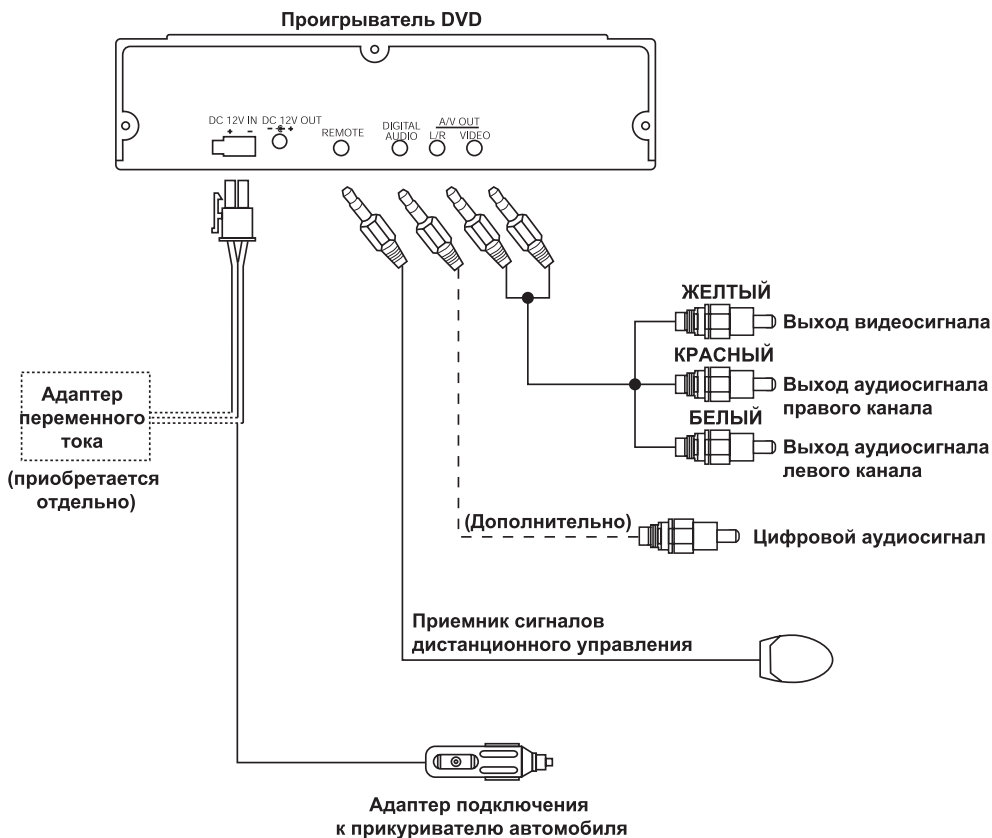 Проигрыватель DVD
DC 12V IN DC 12V OUT
+ - - +
REMOTE
DIGITAL
AUDIO
A/V OUT
L/R VIDEO
ЖЕЛТЫЙ
Выход видеосигнала
КРАСНЫЙ
Выход аудиосигнала
правого канала
БЕЛЫЙ
Выход аудиосигнала
левого канала
Адаптер
переменного
тока
(приобретается
отдельно)
(Дополнительно)
Цифровой аудиосигнал
Приемник сигналов
дистанционного управления
Адаптер подключения
к прикуривателю автомобиля